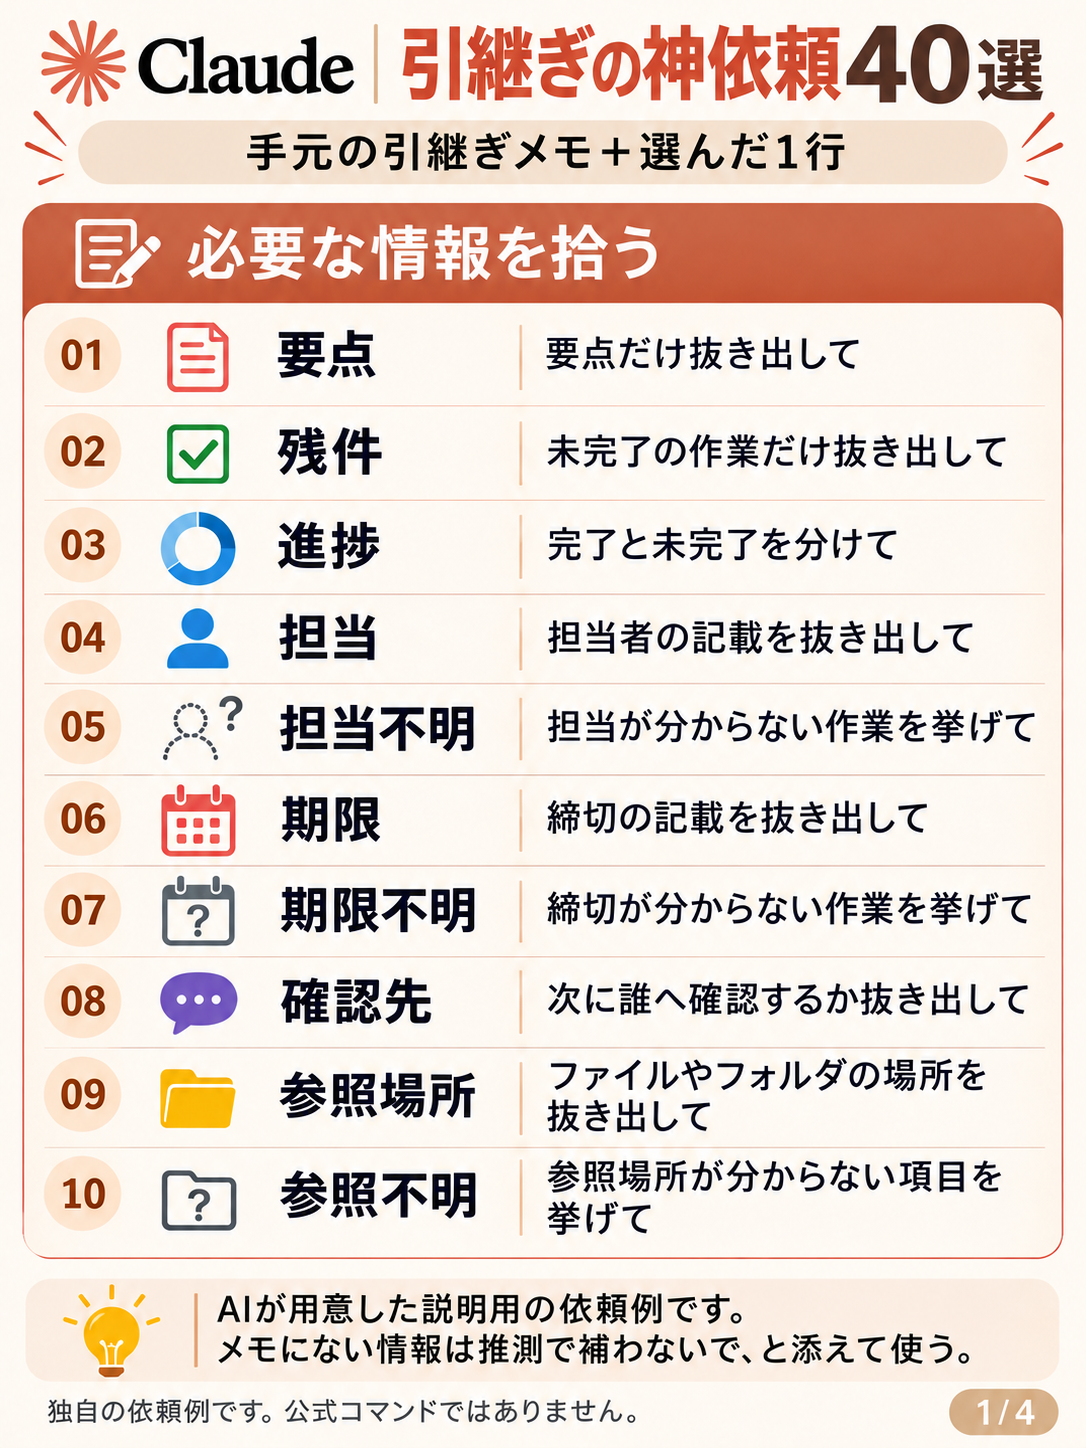 Claude 引継ぎの神依頼40選
手元の引継ぎメモ＋選んだ1行
必要な情報を拾う
01 要点 要点だけ抜き出して
02 残件 未完了の作業だけ抜き出して
03 進捗 完了と未完了を分けて
04 担当 担当者の記載を抜き出して
05 担当不明 担当が分からない作業を挙げて
06 期限 締切の記載を抜き出して
07 期限不明 締切が分からない作業を挙げて
08 確認先 次に誰へ確認するか抜き出して
09 参照場所 ファイルやフォルダの場所を
抜き出して
10 参照不明 参照場所が分からない項目を
挙げて
AIが用意した説明用の依頼例です。
メモにない情報は推測で補わないで、と添えて使う。
独自の依頼例です。公式コマンドではありません。
1/4